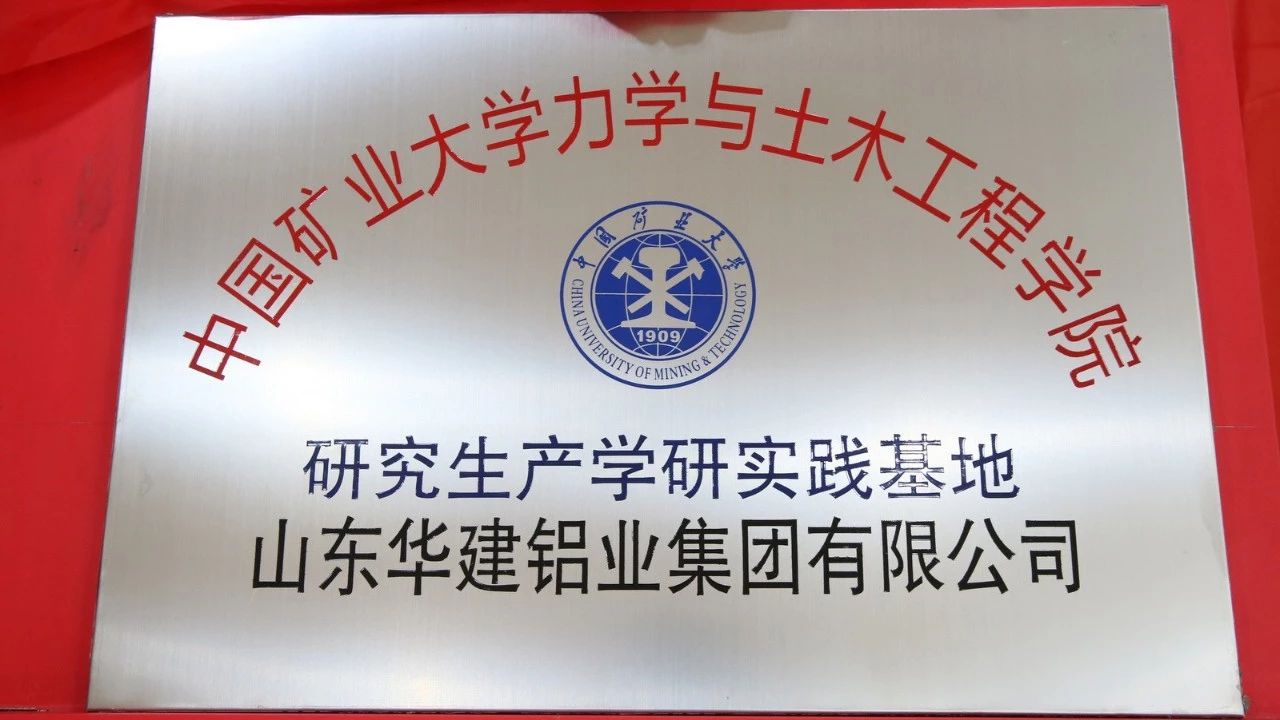 中国矿业大学力学与土木工程学院
中国矿业大学
1909
CHINA UNIVERSITY OF MINING & TECHNOLOGY
研究生产学研实践基地
山东华建铝业集团有限公司